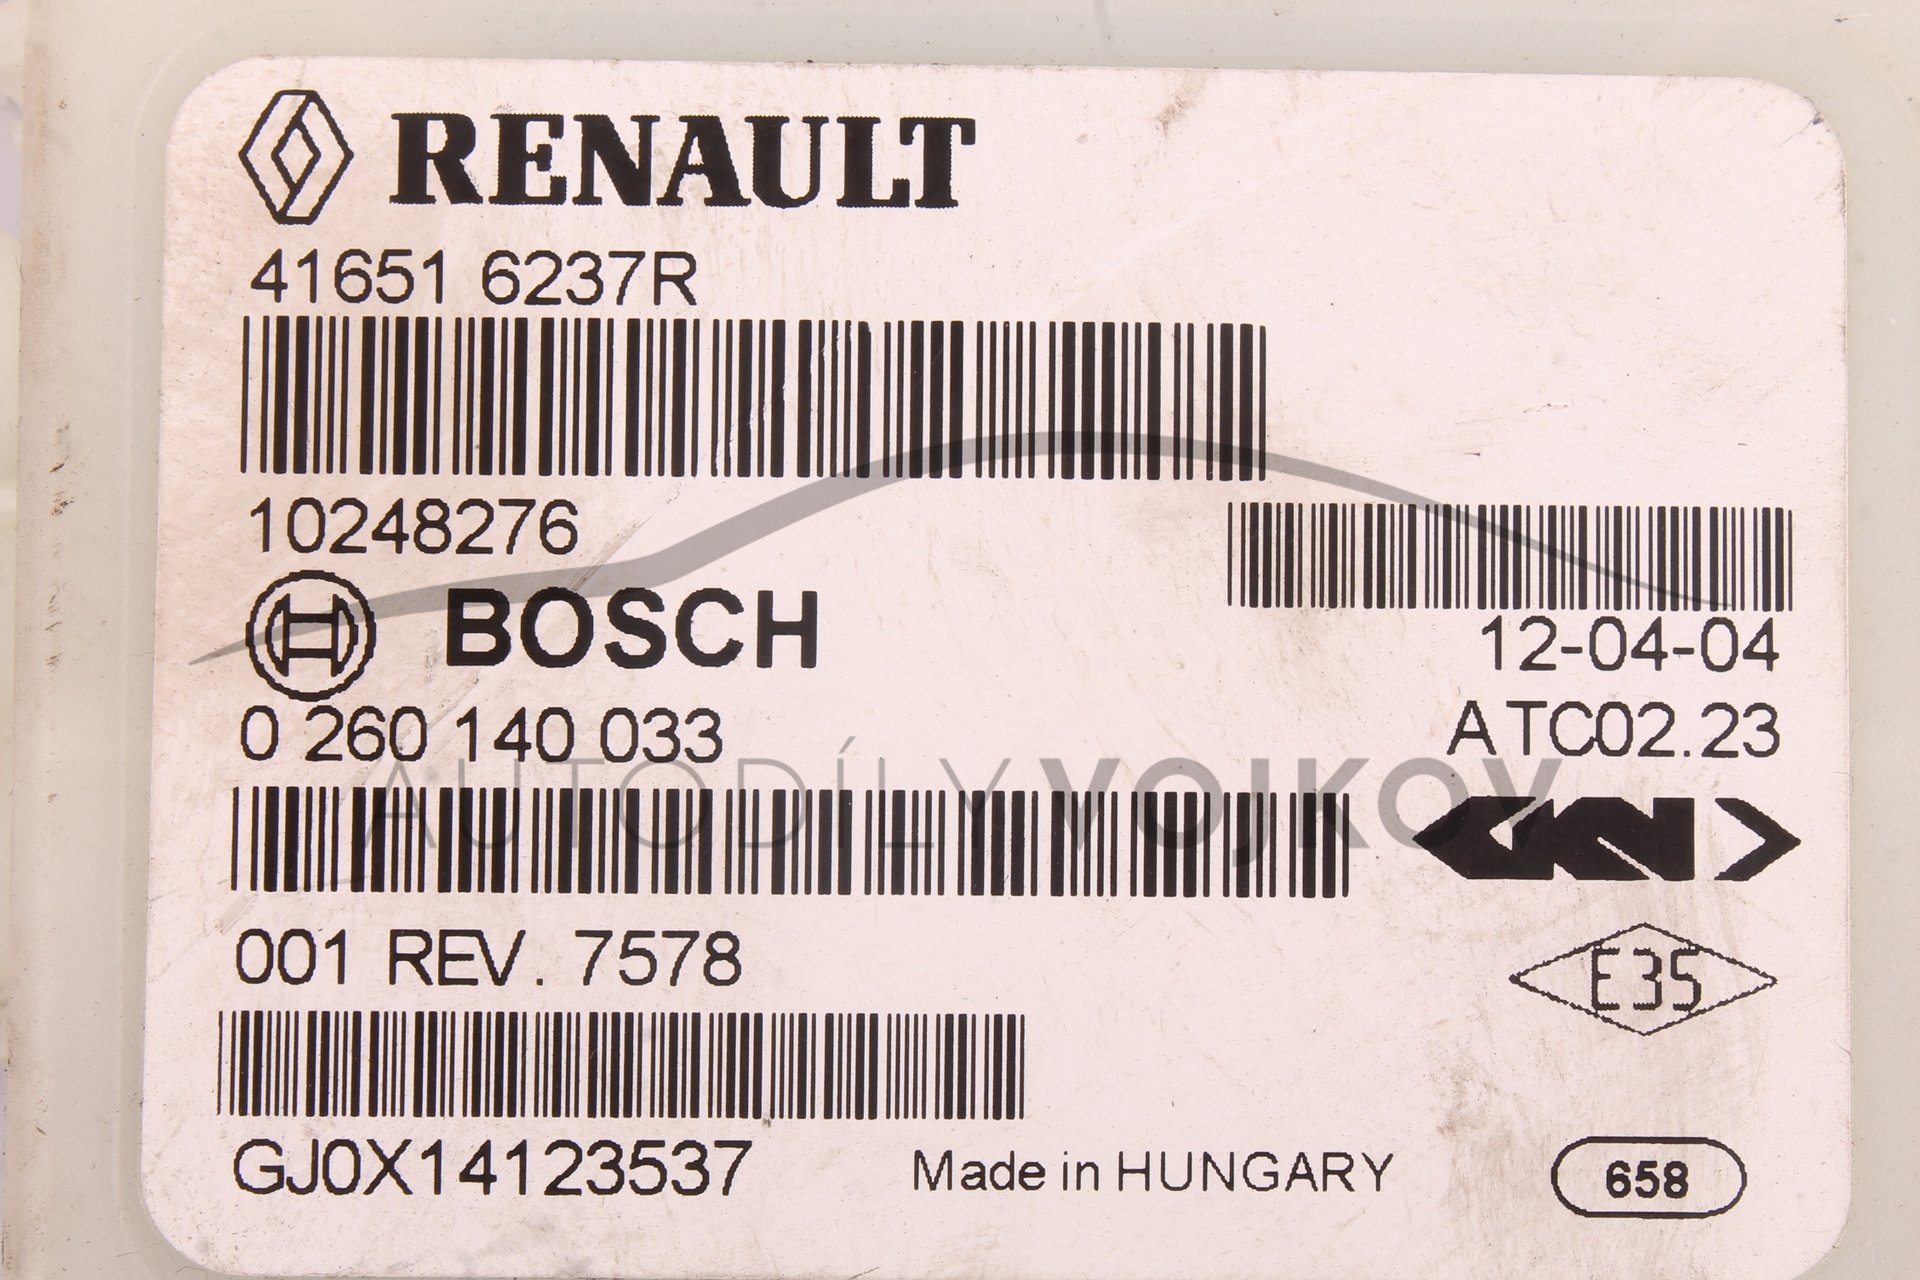 RENAULT
41651 6237R
10248276
BOSCH
12-04-04
0 260 140 033
ATC02.23
AUTODÍLY VOJKOV
GKN
001 REV. 7578
E35
GJ0X14123537
Made in HUNGARY
658